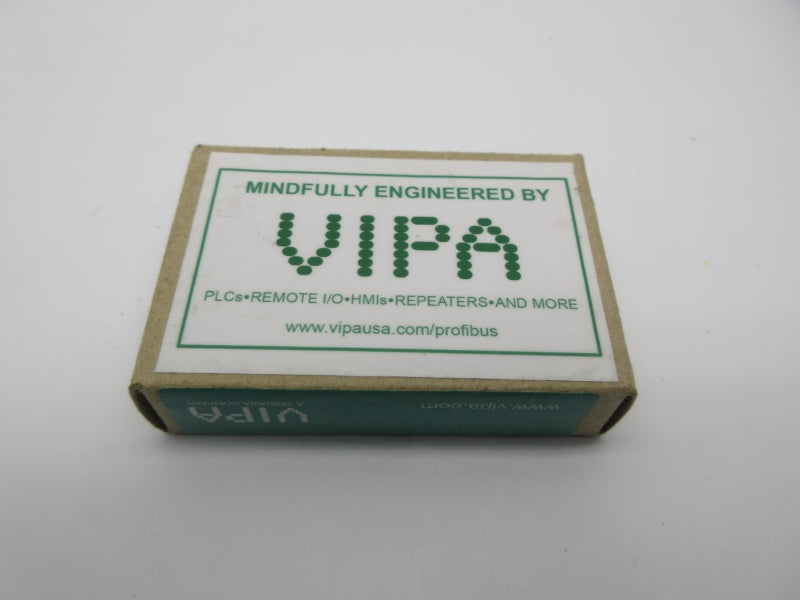 MINDFULLY ENGINEERED BY
VIPA
PLCs•REMOTE I/O•HMIs•REPEATERS•AND MORE
www.vipausa.com/profibus
VIPA
A YASKAWA COMPANY
www.vipa.com